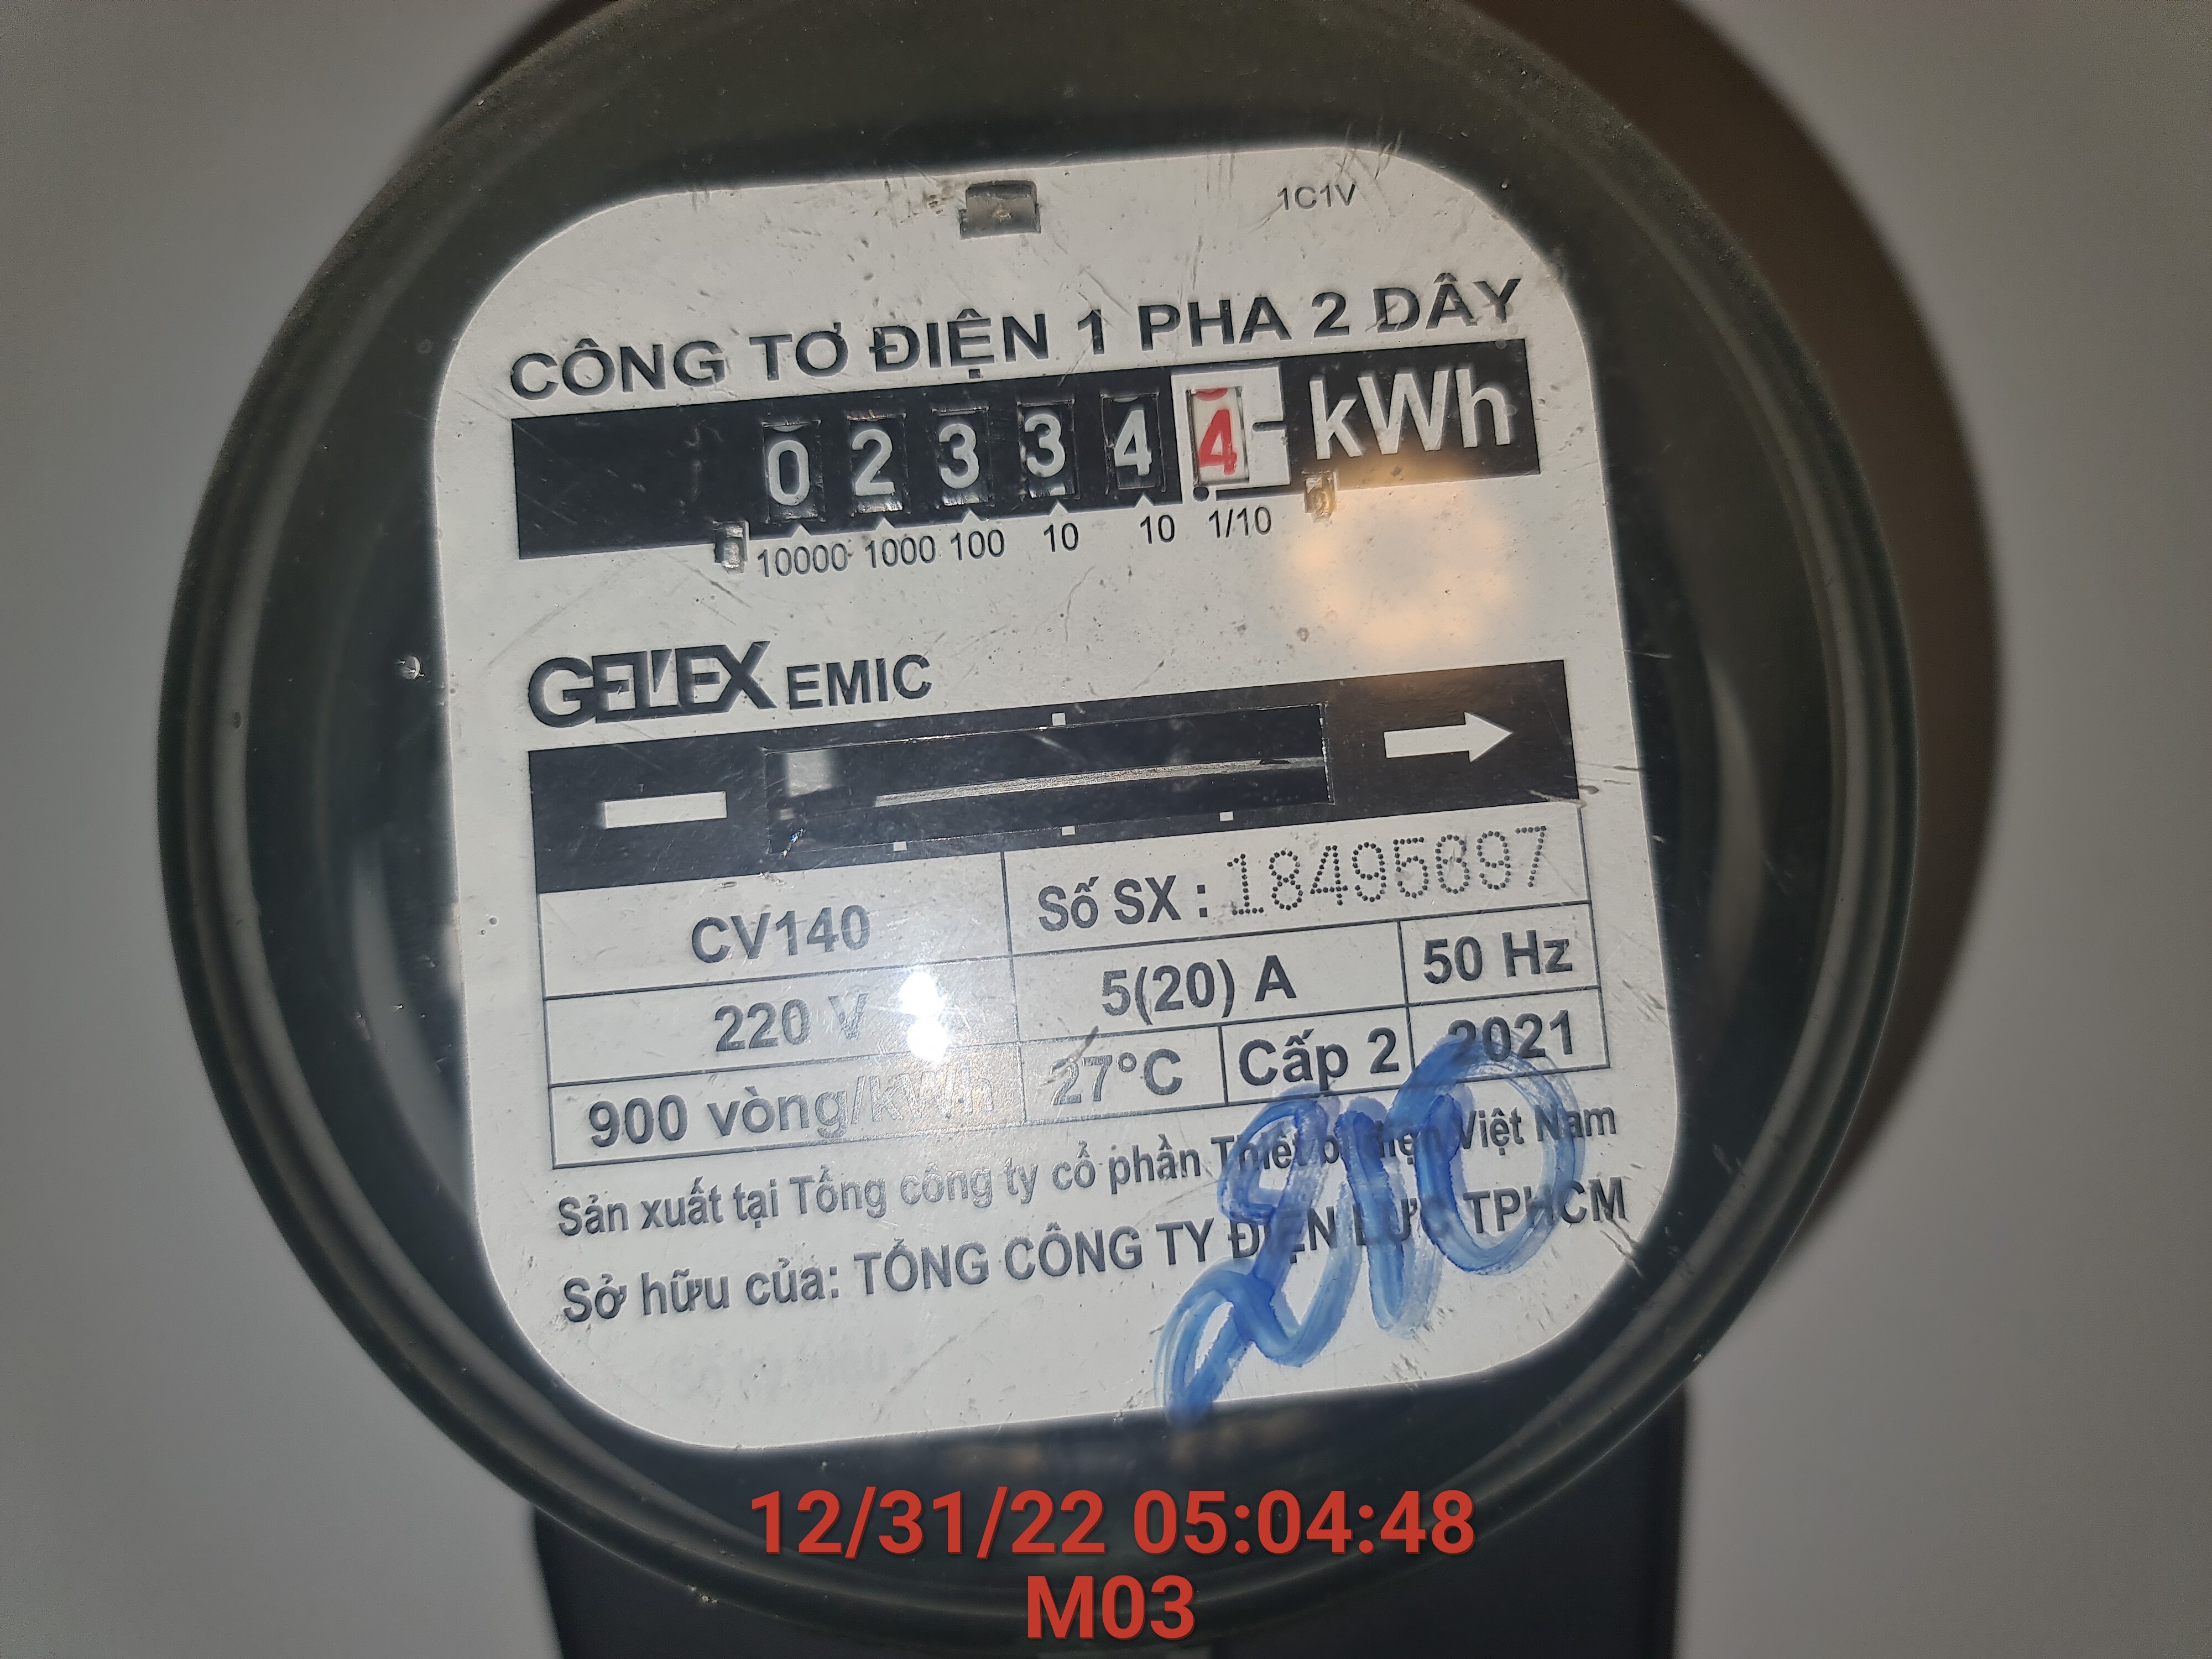 1C1V
CÔNG TƠ ĐIỆN 1 PHA 2 DÂY
0 2 3 3 4 4 kWh
10000 1000 100 10 10 1/10
GELEX EMIC
CV140 Số SX : 18495697
220 V 5(20) A 50 Hz
900 vòng/kWh 27°C Cấp 2 2021
Sản xuất tại Tổng công ty cổ phần Thiết bị điện Việt Nam
Sở hữu của: TỔNG CÔNG TY ĐIỆN LỰC TPHCM
12/31/22 05:04:48
M03